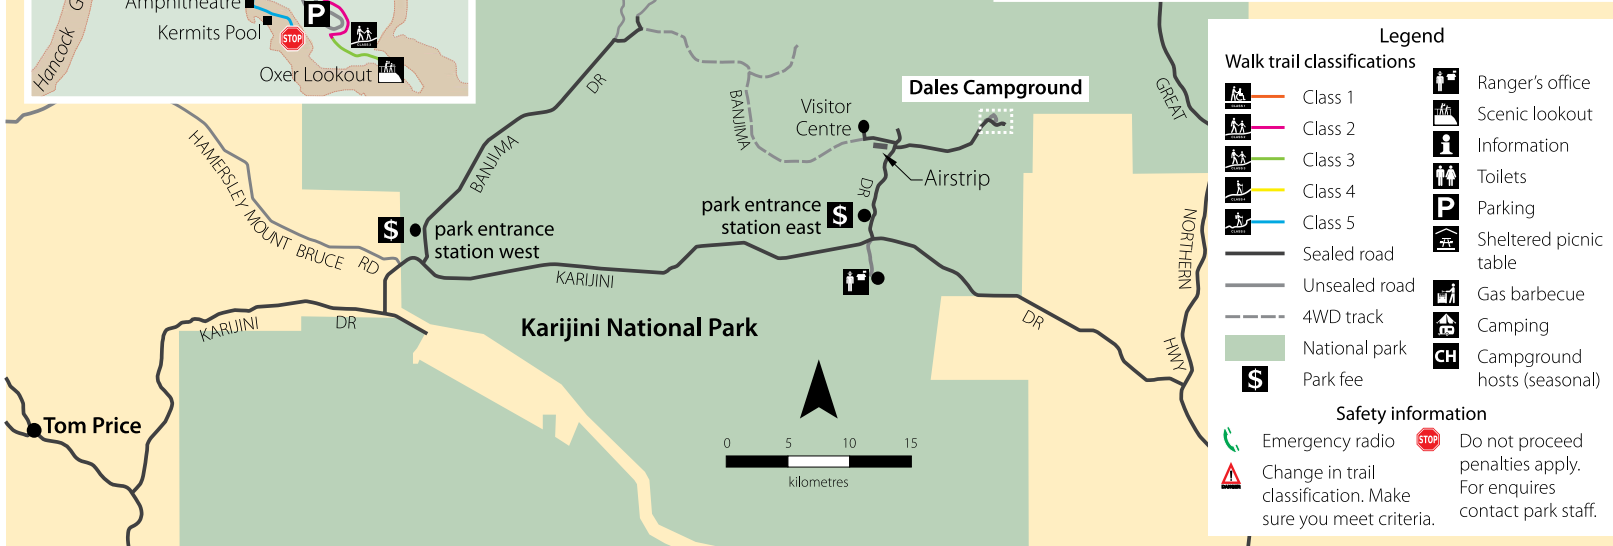 Amphitheatre
Kermits Pool
P
STOP
Oxer Lookout
Hancock G
HAMERSLEY MOUNT BRUCE RD
BANJIMA DR
BANJIMA DR
Visitor
Centre
Dales Campground
Airstrip
GREAT NORTHERN HWY
$
park entrance
station west
park entrance
station east
$
KARIJINI DR
KARIJINI DR
Karijini National Park
Tom Price
0 5 10 15
kilometres
Legend
Walk trail classifications
Class 1
Class 2
Class 3
Class 4
Class 5
Sealed road
Unsealed road
4WD track
National park
$ Park fee
Ranger's office
Scenic lookout
i Information
Toilets
P Parking
Sheltered picnic
table
Gas barbecue
Camping
CH Campground
hosts (seasonal)
Safety information
Emergency radio
DANGER
Change in trail
classification. Make
sure you meet criteria.
STOP
Do not proceed
penalties apply.
For enquires
contact park staff.